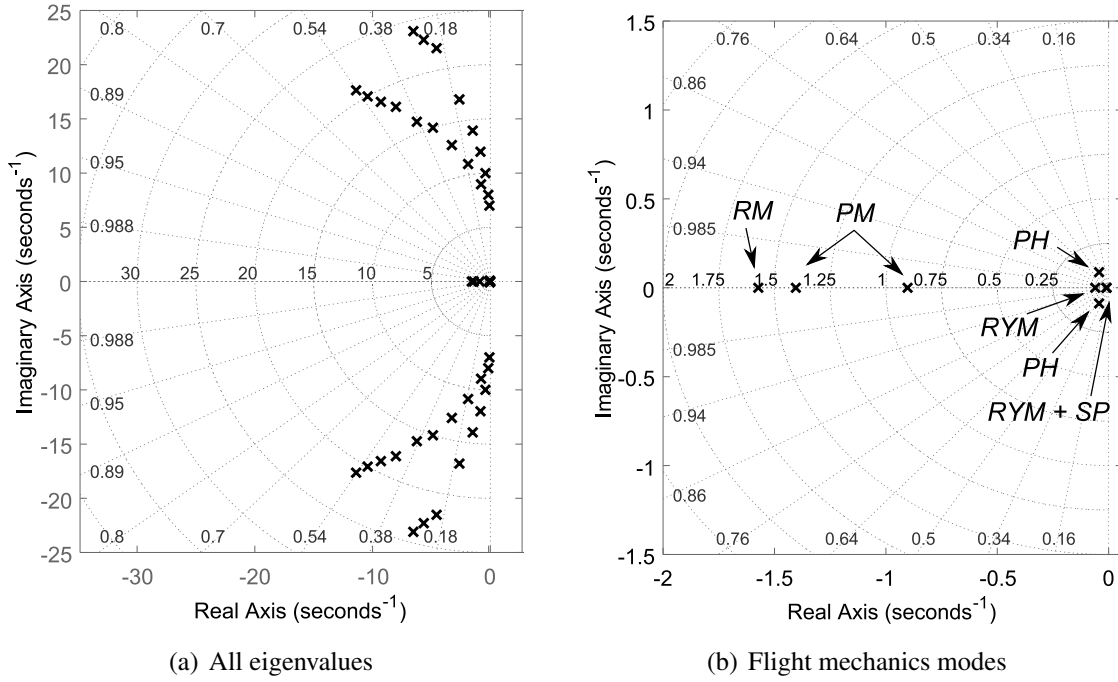 0.8 0.7 0.54 0.38 0.18
0.89
0.95
0.988
30 25 20 15 10 5
0.988
0.95
0.89
0.8 0.7 0.54 0.38 0.18
25
20
15
10
5
0
-5
-10
-15
-20
-25
-30 -20 -10 0
Imaginary Axis (seconds-1)
Real Axis (seconds-1)
(a) All eigenvalues
0.76 0.64 0.5 0.34 0.16
0.86
0.94
0.985
2 1.75 1.5 1.25 1 0.75 0.5 0.25
0.985
0.94
0.86
0.76 0.64 0.5 0.34 0.16
RM
PM
PH
RYM
PH
RYM + SP
1.5
1
0.5
0
-0.5
-1
-1.5
-2 -1.5 -1 -0.5 0
Imaginary Axis (seconds-1)
Real Axis (seconds-1)
(b) Flight mechanics modes